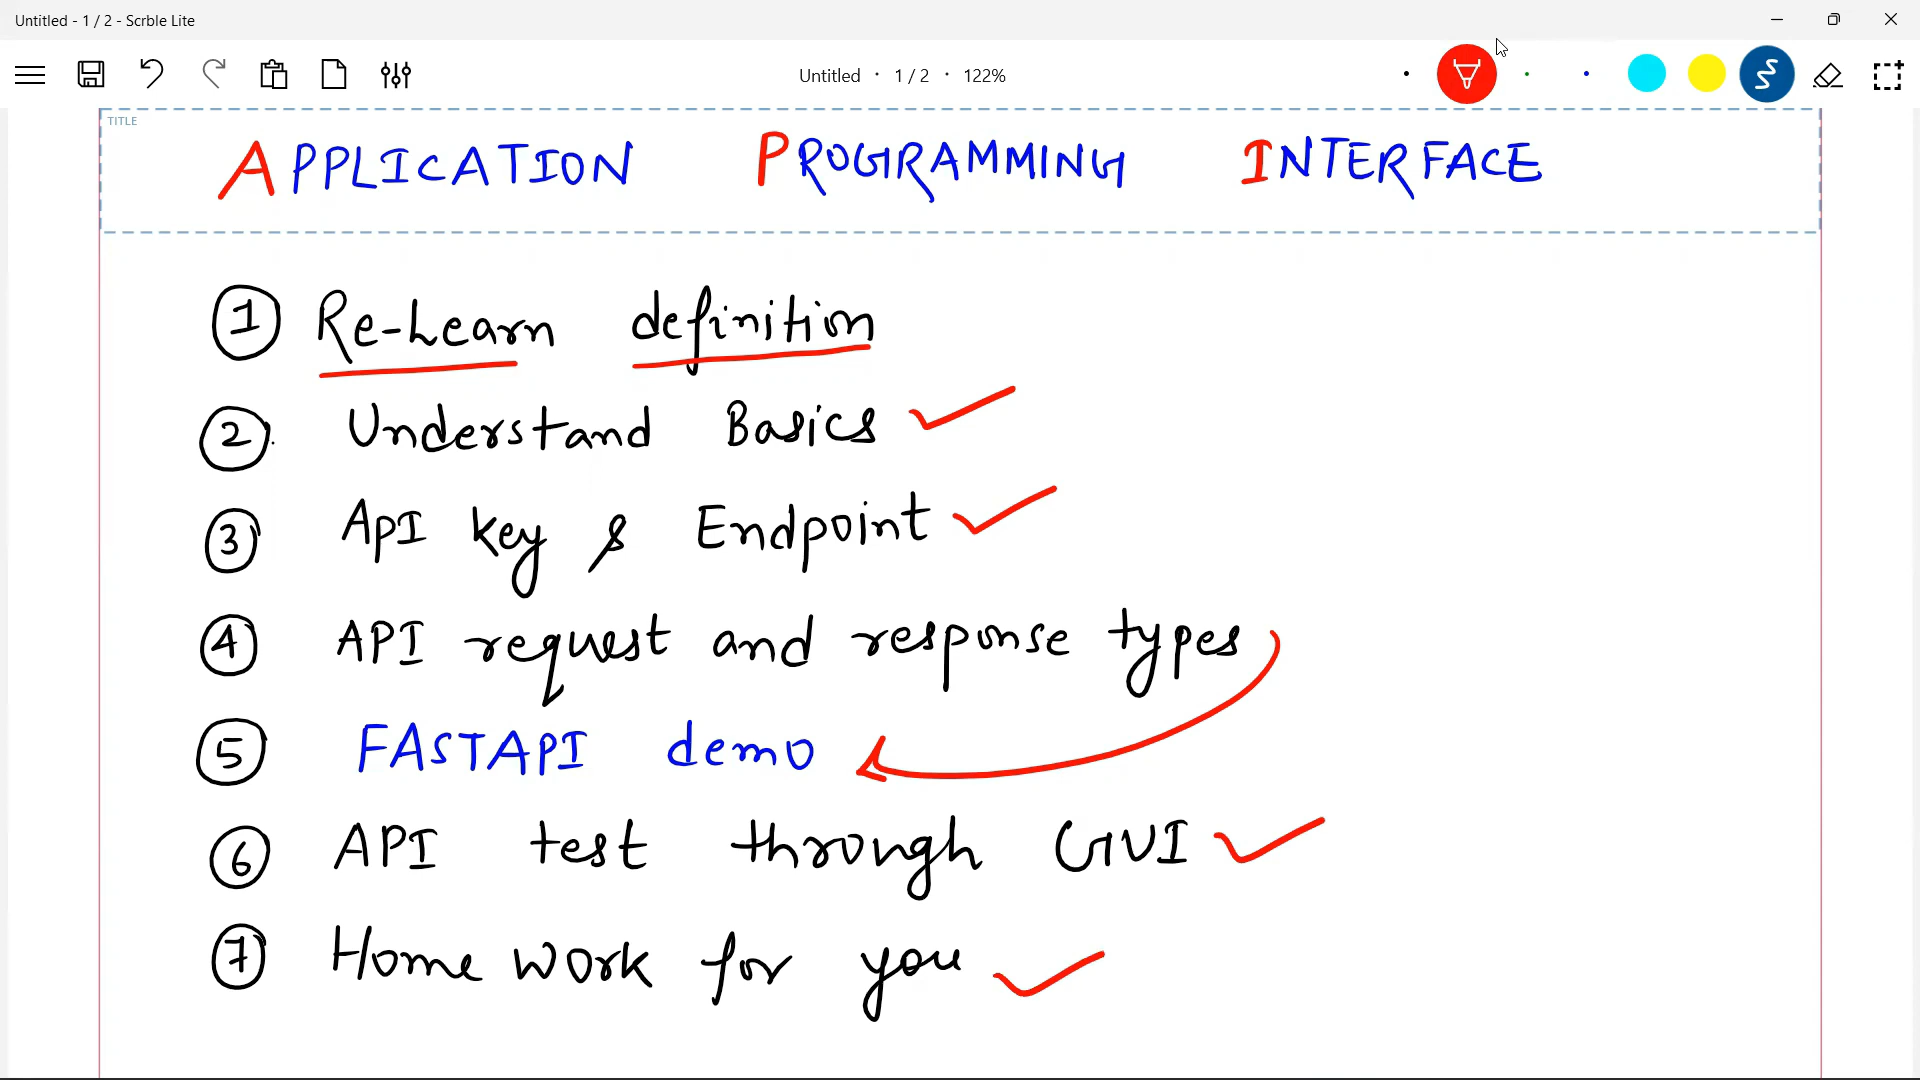 Untitled - 1 / 2 - Scrble Lite
Untitled · 1 / 2 · 122%
TITLE
APPLICATION PROGRAMMING INTERFACE
1 Re-Learn definition
2. Understand Basics
3 ApI key & Endpoint
4 API request and response types
5 FASTAPI demo
6 API test through GUI
7 Home work for you